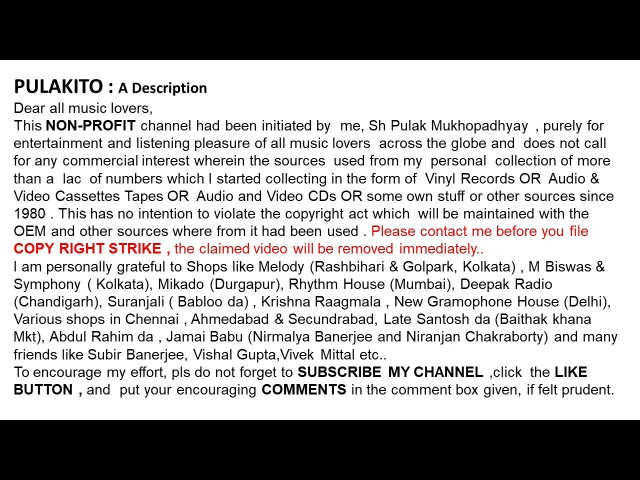 PULAKITO : A Description
Dear all music lovers,
This NON-PROFIT channel had been initiated by me, Sh Pulak Mukhopadhyay , purely for
entertainment and listening pleasure of all music lovers across the globe and does not call
for any commercial interest wherein the sources used from my personal collection of more
than a lac of numbers which I started collecting in the form of Vinyl Records OR Audio &
Video Cassettes Tapes OR Audio and Video CDs OR some own stuff or other sources since
1980 . This has no intention to violate the copyright act which will be maintained with the
OEM and other sources where from it had been used . Please contact me before you file
COPY RIGHT STRIKE , the claimed video will be removed immediately..
I am personally grateful to Shops like Melody (Rashbihari & Golpark, Kolkata) , M Biswas &
Symphony ( Kolkata), Mikado (Durgapur), Rhythm House (Mumbai), Deepak Radio
(Chandigarh), Suranjali ( Babloo da) , Krishna Raagmala , New Gramophone House (Delhi),
Various shops in Chennai , Ahmedabad & Secundrabad, Late Santosh da (Baithak khana
Mkt), Abdul Rahim da , Jamai Babu (Nirmalya Banerjee and Niranjan Chakraborty) and many
friends like Subir Banerjee, Vishal Gupta,Vivek Mittal etc..
To encourage my effort, pls do not forget to SUBSCRIBE MY CHANNEL ,click the LIKE
BUTTON , and put your encouraging COMMENTS in the comment box given, if felt prudent.